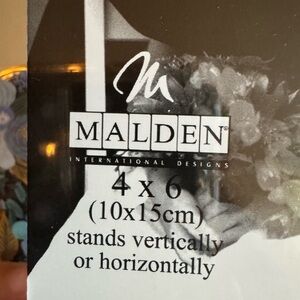 m
MALDEN®
INTERNATIONAL DESIGNS
4 x 6
(10x15cm)
stands vertically
or horizontally